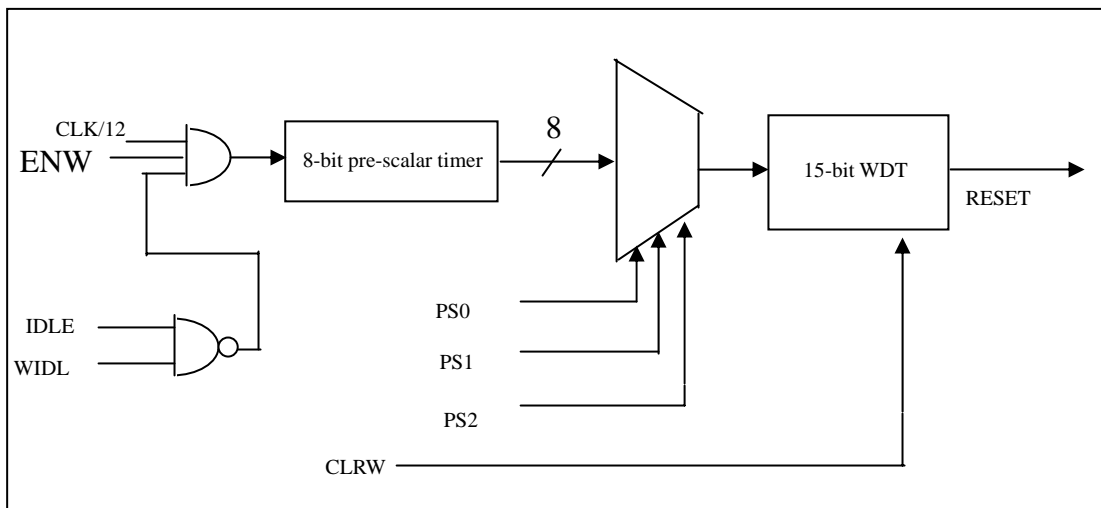 CLK/12
ENW
8-bit pre-scalar timer
8
15-bit WDT
RESET
IDLE
WIDL
PS0
PS1
PS2
CLRW